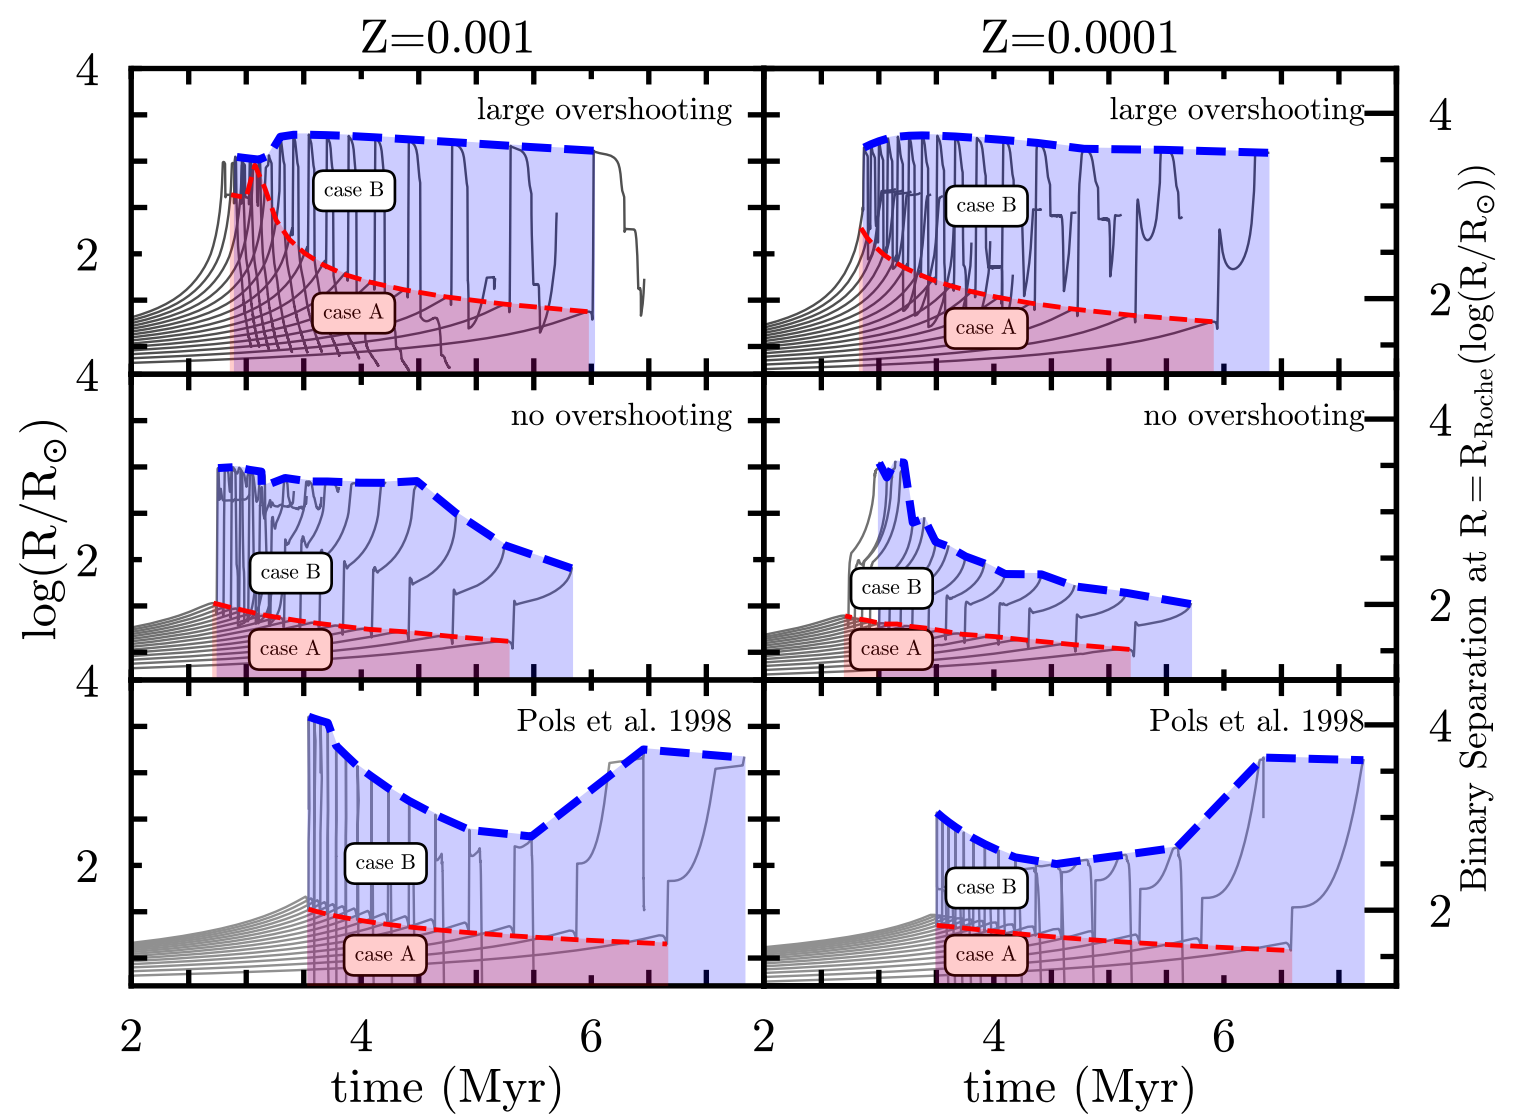 Z=0.001
Z=0.0001
4
large overshooting
large overshooting
4
case B
case B
2
2
case A
case A
4
no overshooting
no overshooting
4
2
case B
case B
2
case A
case A
4
Pols et al. 1998
Pols et al. 1998
4
2
case B
case B
2
case A
case A
2
4
6
2
4
6
time (Myr)
time (Myr)
log(R/R⊙)
Binary Separation at R = R_Roche (log(R/R⊙))